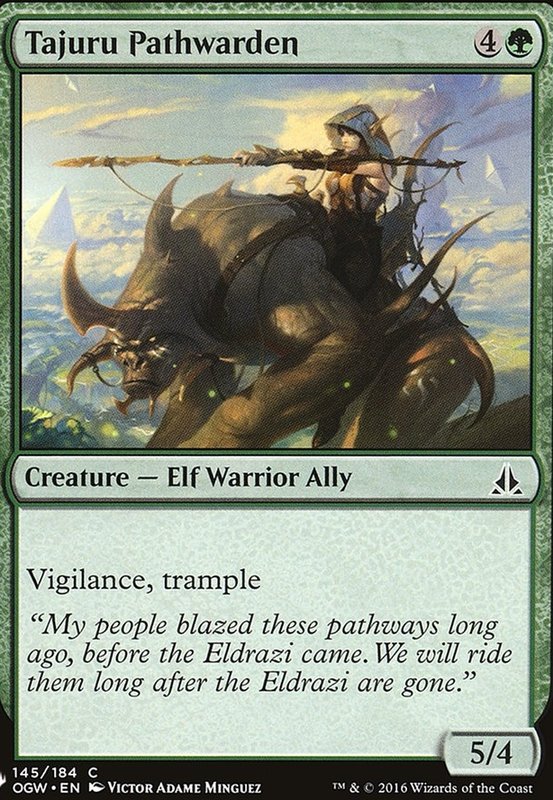 Tajuru Pathwarden 4
Creature — Elf Warrior Ally
Vigilance, trample
“My people blazed these pathways long
ago, before the Eldrazi came. We will ride
them long after the Eldrazi are gone.”
5/4
145/184 C
OGW • EN Victor Adame Minguez ™ & © 2016 Wizards of the Coast